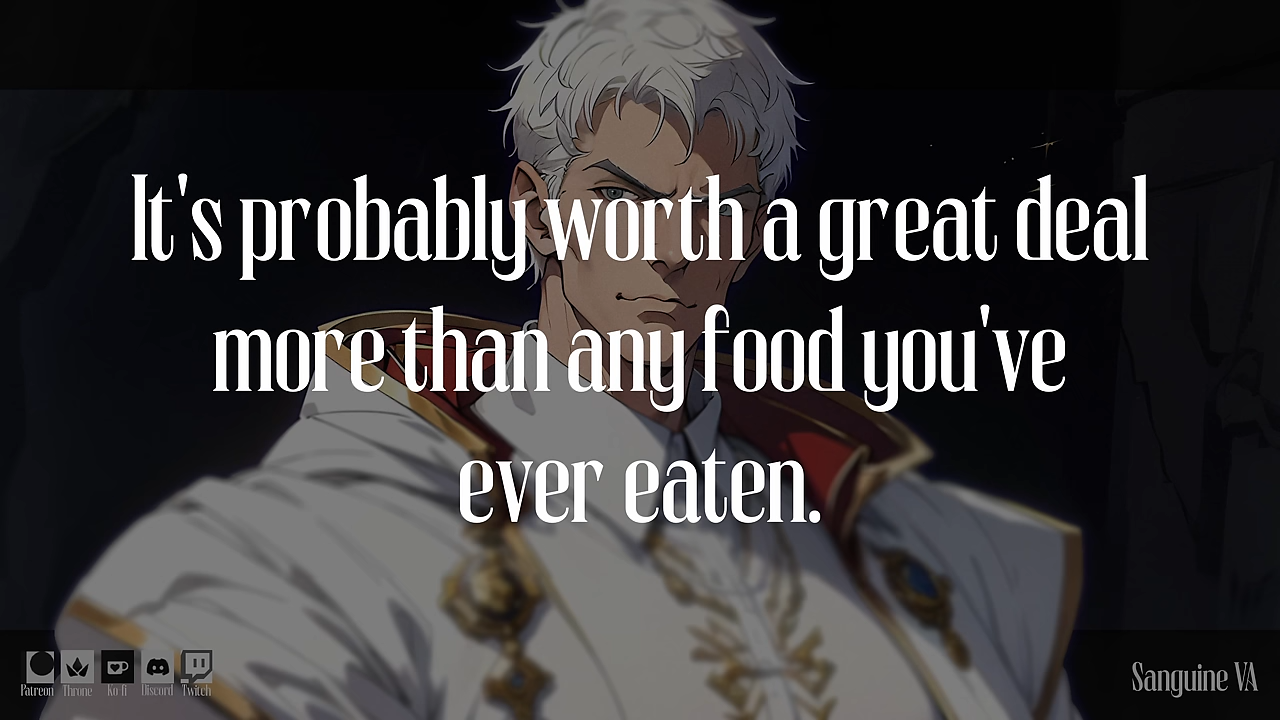 It's probably worth a great deal
more than any food you've
ever eaten.
Patreon Throne Ko fi Discord Twitch
Sanguine VA